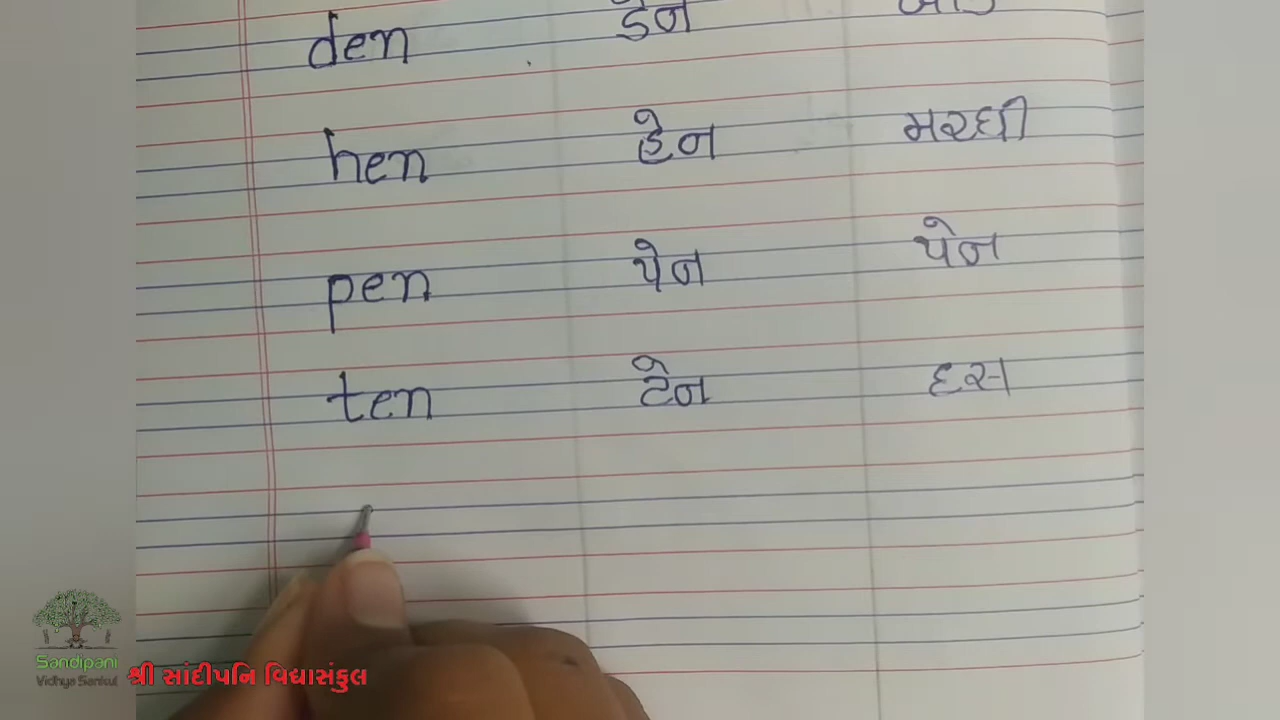 den ડેન
hen હેન મરઘી
pen પેન પેન
ten ટેન દસ
Sandipani
Vidhya Sankul
શ્રી સાંદીપનિ વિદ્યાસંકુલ